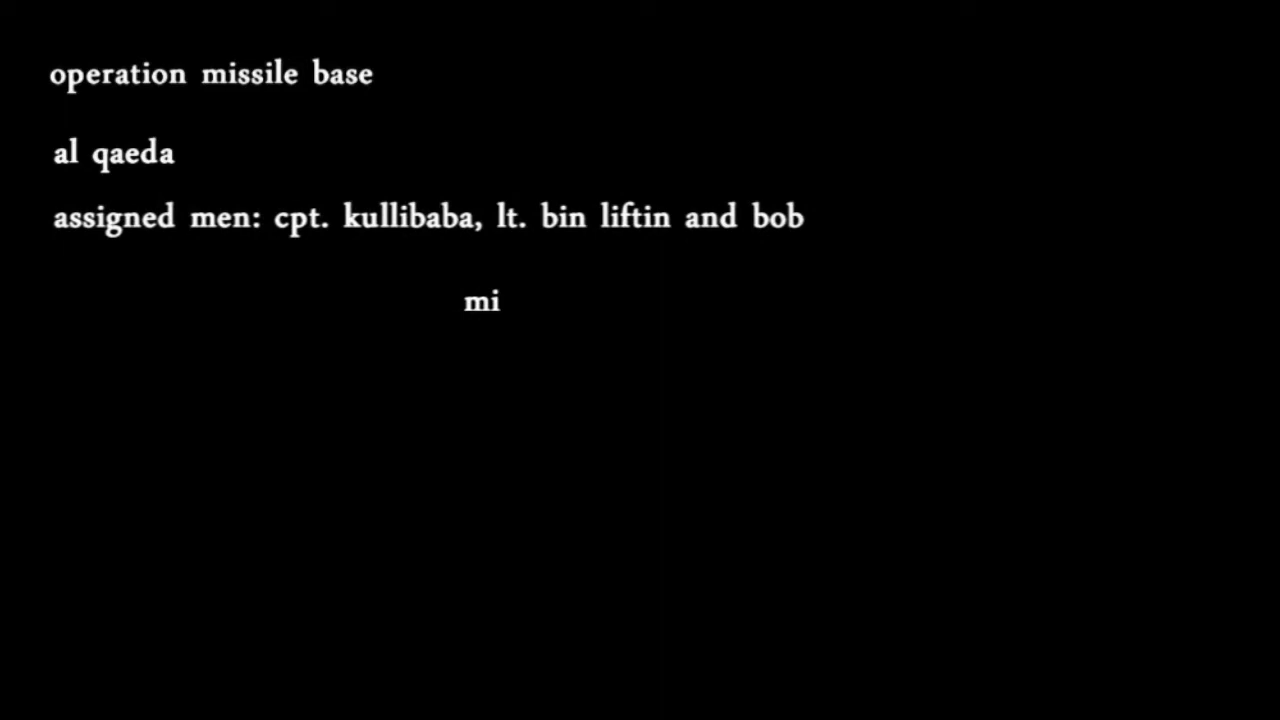 operation missile base
al qaeda
assigned men: cpt. kullibaba, lt. bin liftin and bob
mi